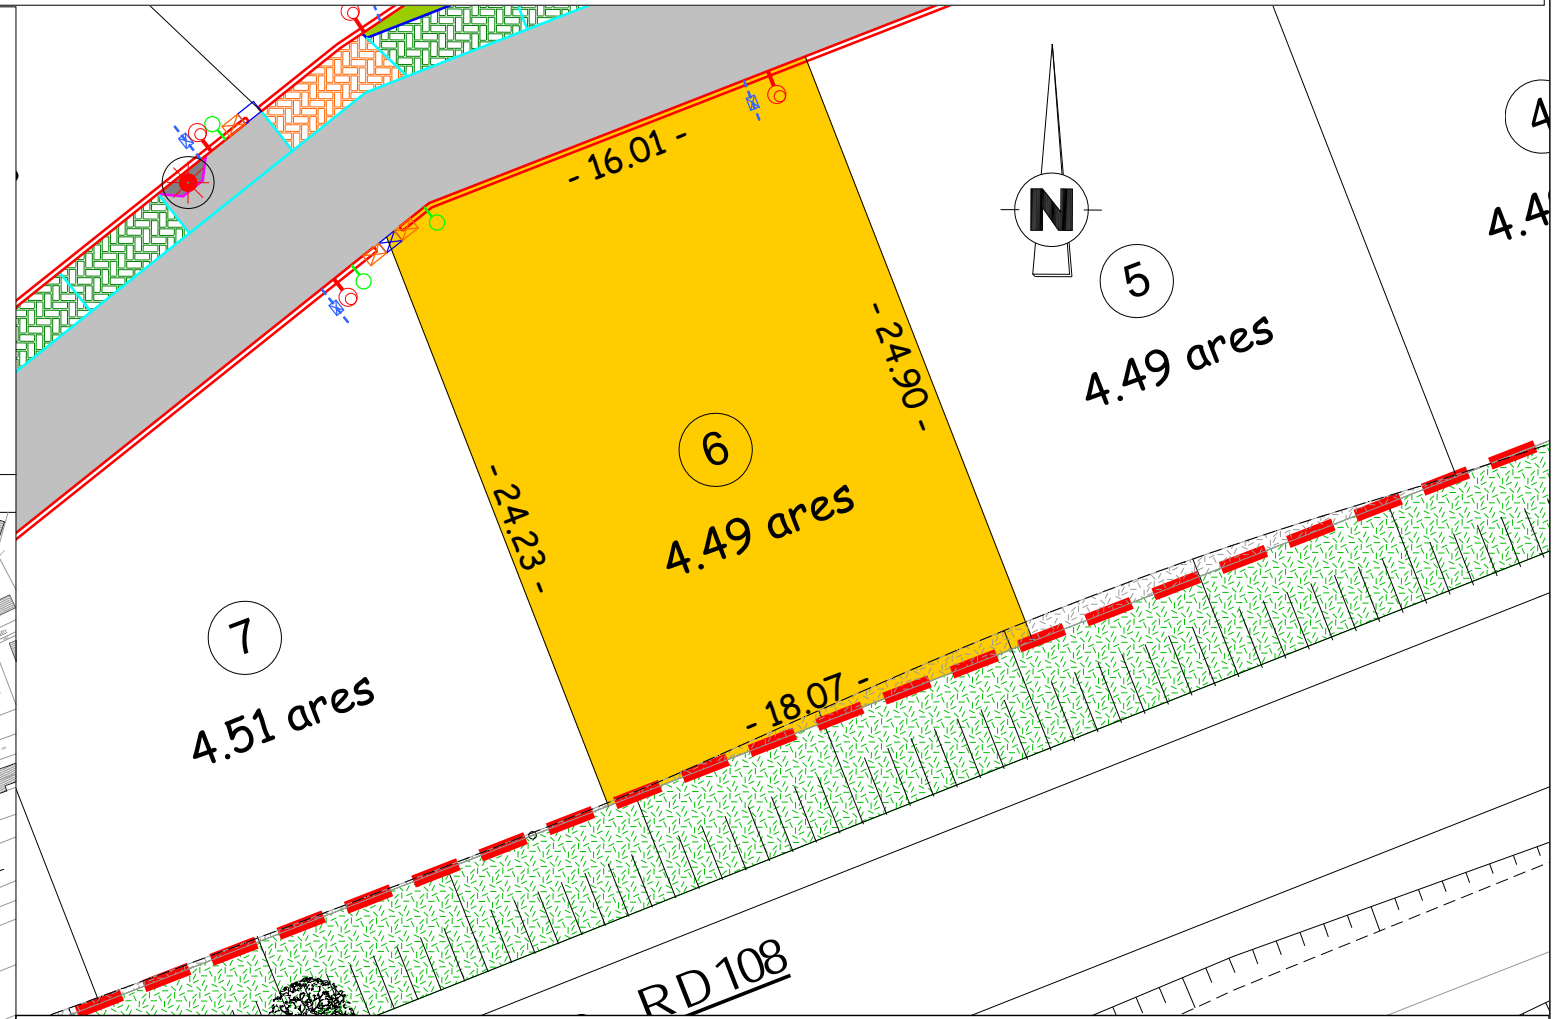 - 16.01 -
N
5
4.49 ares
- 24.90 -
6
4.49 ares
- 24.23 -
7
4.51 ares
- 18.07 -
RD 108